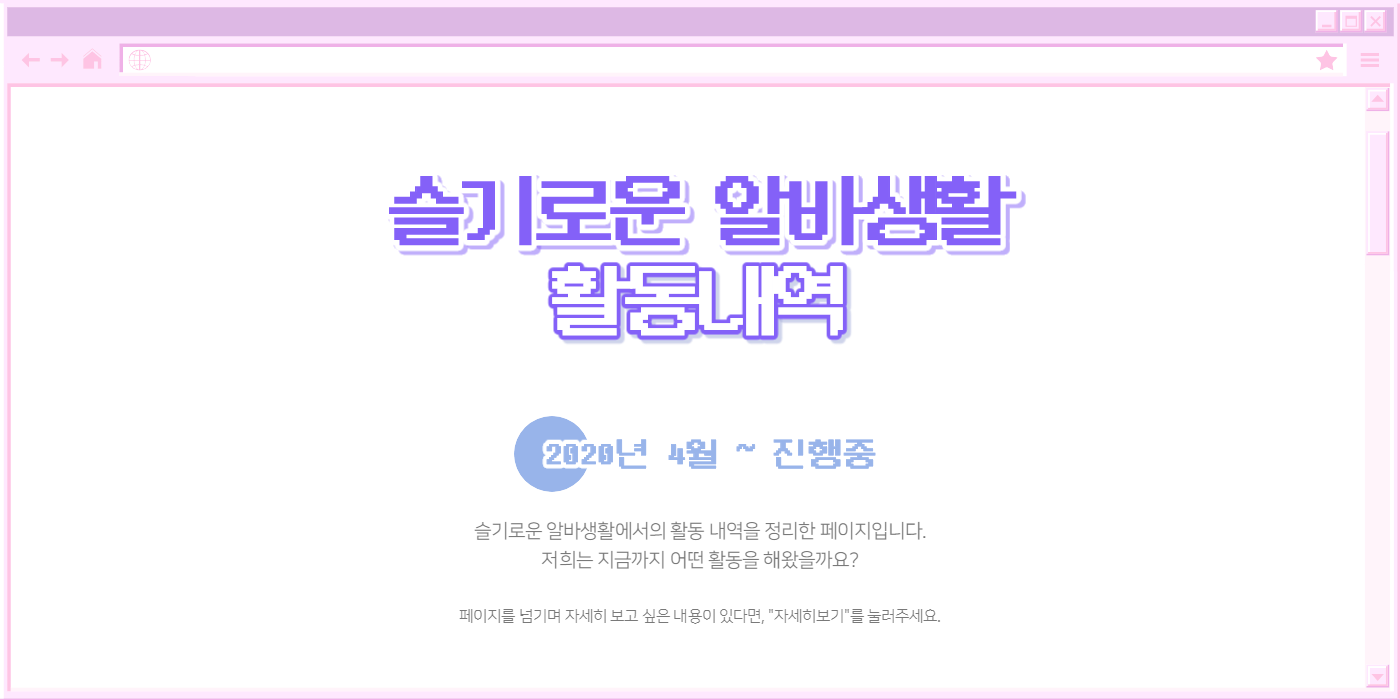 슬기로운 알바생활
활동내역
2020년 4월 ~ 진행중
슬기로운 알바생활에서의 활동 내역을 정리한 페이지입니다.
저희는 지금까지 어떤 활동을 해왔을까요?
페이지를 넘기며 자세히 보고 싶은 내용이 있다면, "자세히보기"를 눌러주세요.